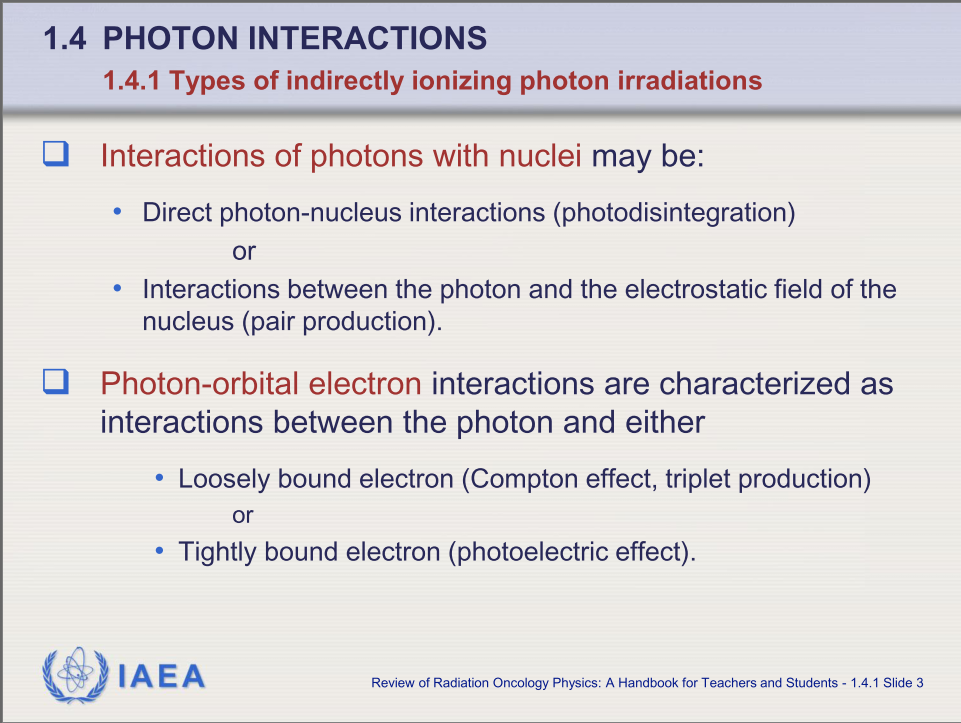 1.4 PHOTON INTERACTIONS
1.4.1 Types of indirectly ionizing photon irradiations
❑ Interactions of photons with nuclei may be:
• Direct photon-nucleus interactions (photodisintegration)
or
• Interactions between the photon and the electrostatic field of the
nucleus (pair production).
❑ Photon-orbital electron interactions are characterized as
interactions between the photon and either
• Loosely bound electron (Compton effect, triplet production)
or
• Tightly bound electron (photoelectric effect).
IAEA
Review of Radiation Oncology Physics: A Handbook for Teachers and Students - 1.4.1 Slide 3